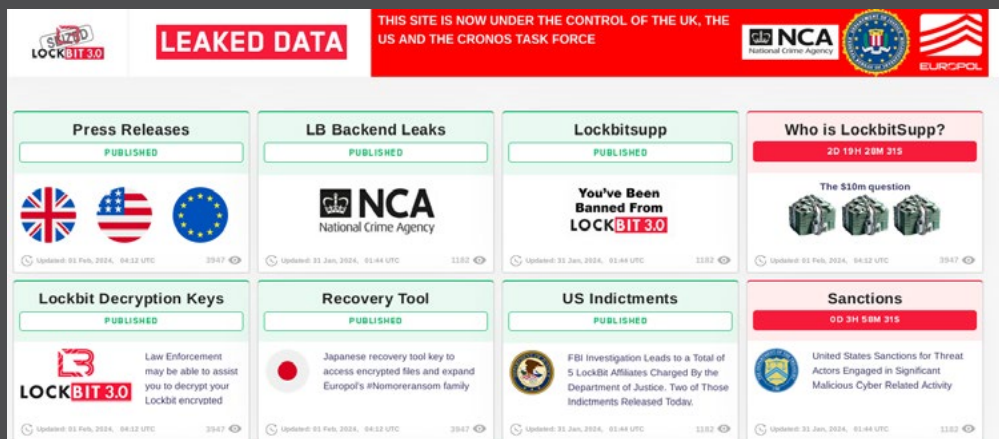 SEIZED
LOCKBIT 3.0
LEAKED DATA
THIS SITE IS NOW UNDER THE CONTROL OF THE UK, THE
US AND THE CRONOS TASK FORCE
NCA
National Crime Agency
EUROPOL
Press Releases
PUBLISHED
Updated: 01 Feb, 2024, 04:12 UTC 3947
LB Backend Leaks
PUBLISHED
NCA
National Crime Agency
Updated: 31 Jan, 2024, 01:44 UTC 1182
Lockbitsupp
PUBLISHED
You've Been
Banned From
LOCKBIT 3.0
Updated: 31 Jan, 2024, 01:44 UTC 1182
Who is LockbitSupp?
2D 19H 28M 31S
The $10m question
Updated: 01 Feb, 2024, 04:12 UTC 3947
Lockbit Decryption Keys
PUBLISHED
LOCKBIT 3.0
Law Enforcement
may be able to assist
you to decrypt your
Lockbit encrypted
Updated: 01 Feb, 2024, 04:12 UTC 3947
Recovery Tool
PUBLISHED
Japanese recovery tool key to
access encrypted files and expand
Europol's #Nomoreransom family
Updated: 01 Feb, 2024, 04:12 UTC 3947
US Indictments
PUBLISHED
FBI Investigation Leads to a Total of
5 LockBit Affiliates Charged By the
Department of Justice. Two of Those
Indictments Released Today.
Updated: 31 Jan, 2024, 01:44 UTC 1182
Sanctions
0D 3H 58M 31S
United States Sanctions for Threat
Actors Engaged in Significant
Malicious Cyber Related Activity
Updated: 31 Jan, 2024, 01:44 UTC 1182